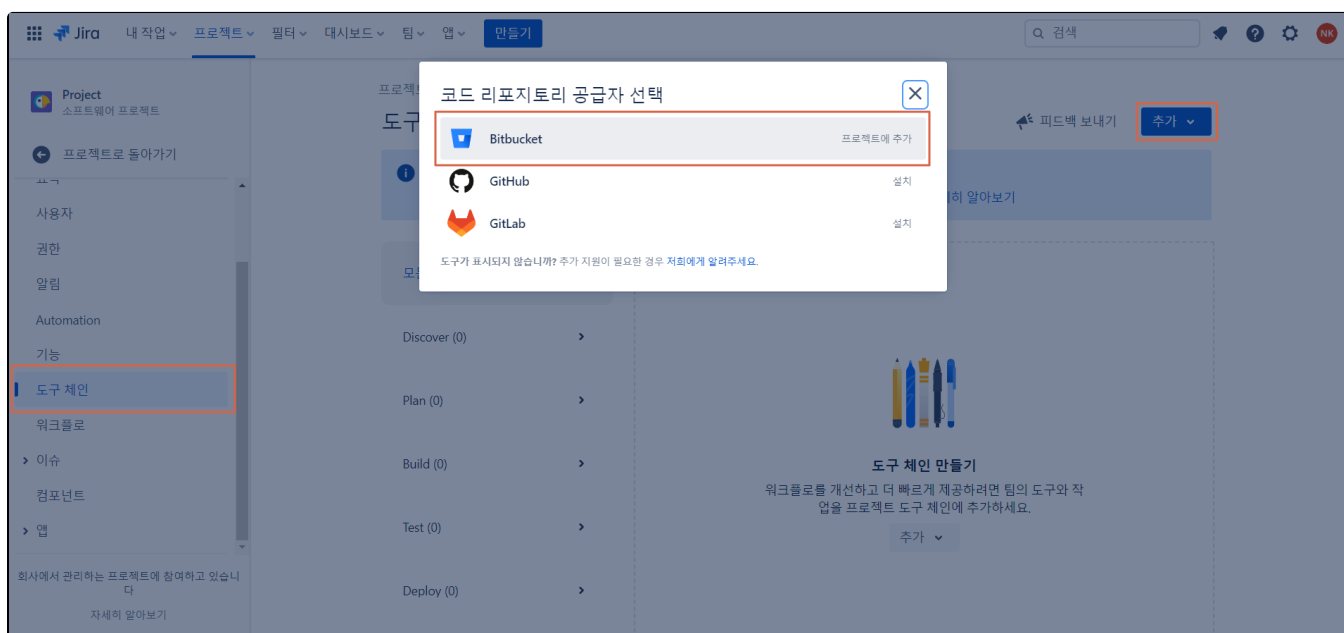 Jira 내 작업 프로젝트 필터 대시보드 팀 앱 만들기 검색 NK
Project
소프트웨어 프로젝트
프로젝트로 돌아가기
사용자
권한
알림
Automation
기능
도구 체인
워크플로
이슈
컴포넌트
앱
회사에서 관리하는 프로젝트에 참여하고 있습니
다
자세히 알아보기
프로젝트
도구
피드백 보내기 추가
코드 리포지토리 공급자 선택
Bitbucket 프로젝트에 추가
GitHub 설치
GitLab 설치
도구가 표시되지 않습니까? 추가 지원이 필요한 경우 저희에게 알려주세요.
히 알아보기
Discover (0)
Plan (0)
Build (0)
Test (0)
Deploy (0)
도구 체인 만들기
워크플로를 개선하고 더 빠르게 제공하려면 팀의 도구와 작
업을 프로젝트 도구 체인에 추가하세요.
추가